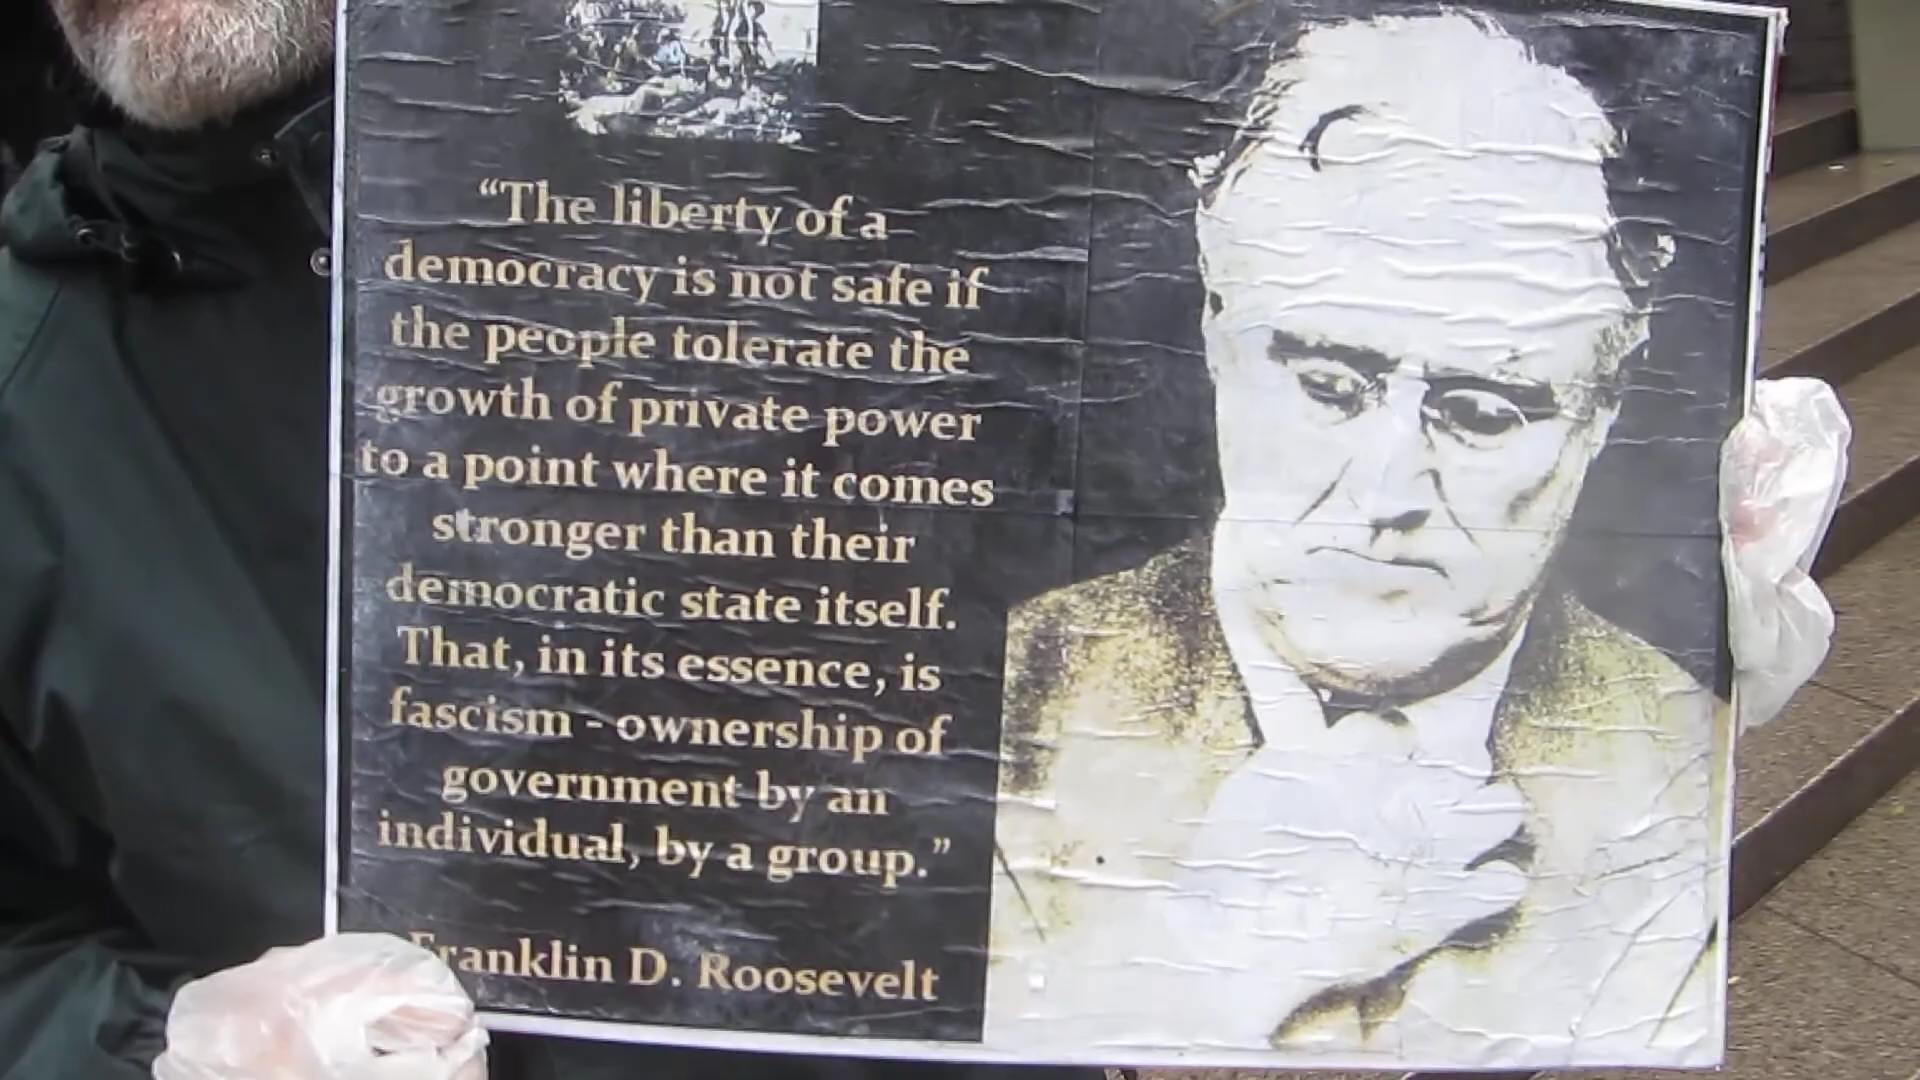 “The liberty of a
democracy is not safe if
the people tolerate the
growth of private power
to a point where it comes
stronger than their
democratic state itself.
That, in its essence, is
fascism - ownership of
government by an
individual, by a group.”
Franklin D. Roosevelt